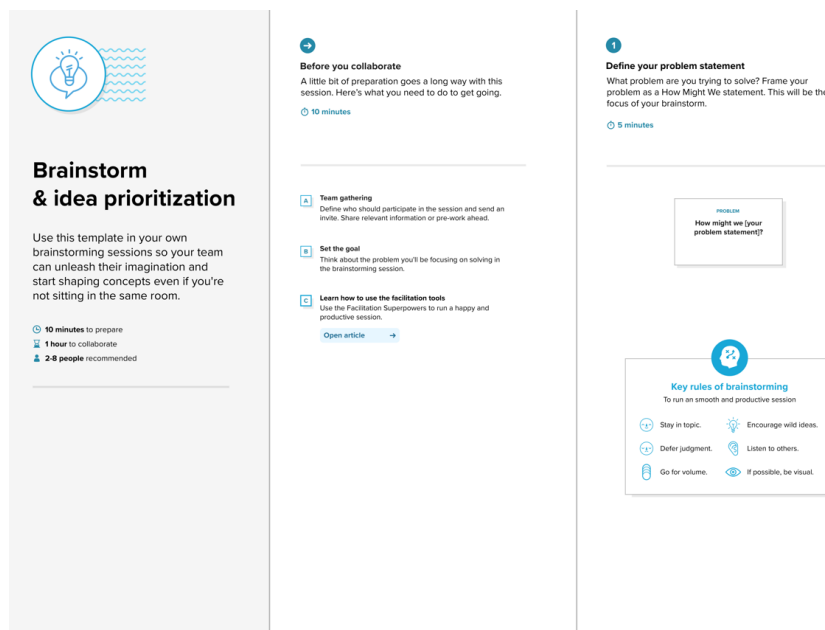 Brainstorm
& idea prioritization
Use this template in your own
brainstorming sessions so your team
can unleash their imagination and
start shaping concepts even if you're
not sitting in the same room.
10 minutes to prepare
1 hour to collaborate
2-8 people recommended
Before you collaborate
A little bit of preparation goes a long way with this
session. Here's what you need to do to get going.
10 minutes
A
Team gathering
Define who should participate in the session and send an
invite. Share relevant information or pre-work ahead.
B
Set the goal
Think about the problem you'll be focusing on solving in
the brainstorming session.
C
Learn how to use the facilitation tools
Use the Facilitation Superpowers to run a happy and
productive session.
Open article
1
Define your problem statement
What problem are you trying to solve? Frame your
problem as a How Might We statement. This will be the
focus of your brainstorm.
5 minutes
PROBLEM
How might we [your
problem statement]?
Key rules of brainstorming
To run an smooth and productive session
Stay in topic.
Encourage wild ideas.
Defer judgment.
Listen to others.
Go for volume.
If possible, be visual.